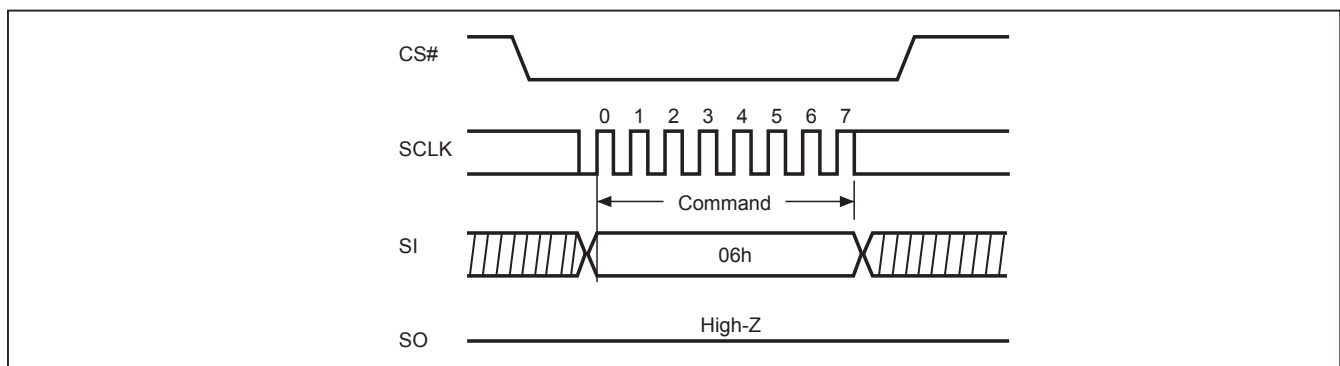 CS#
0 1 2 3 4 5 6 7
SCLK
Command
SI
06h
High-Z
SO